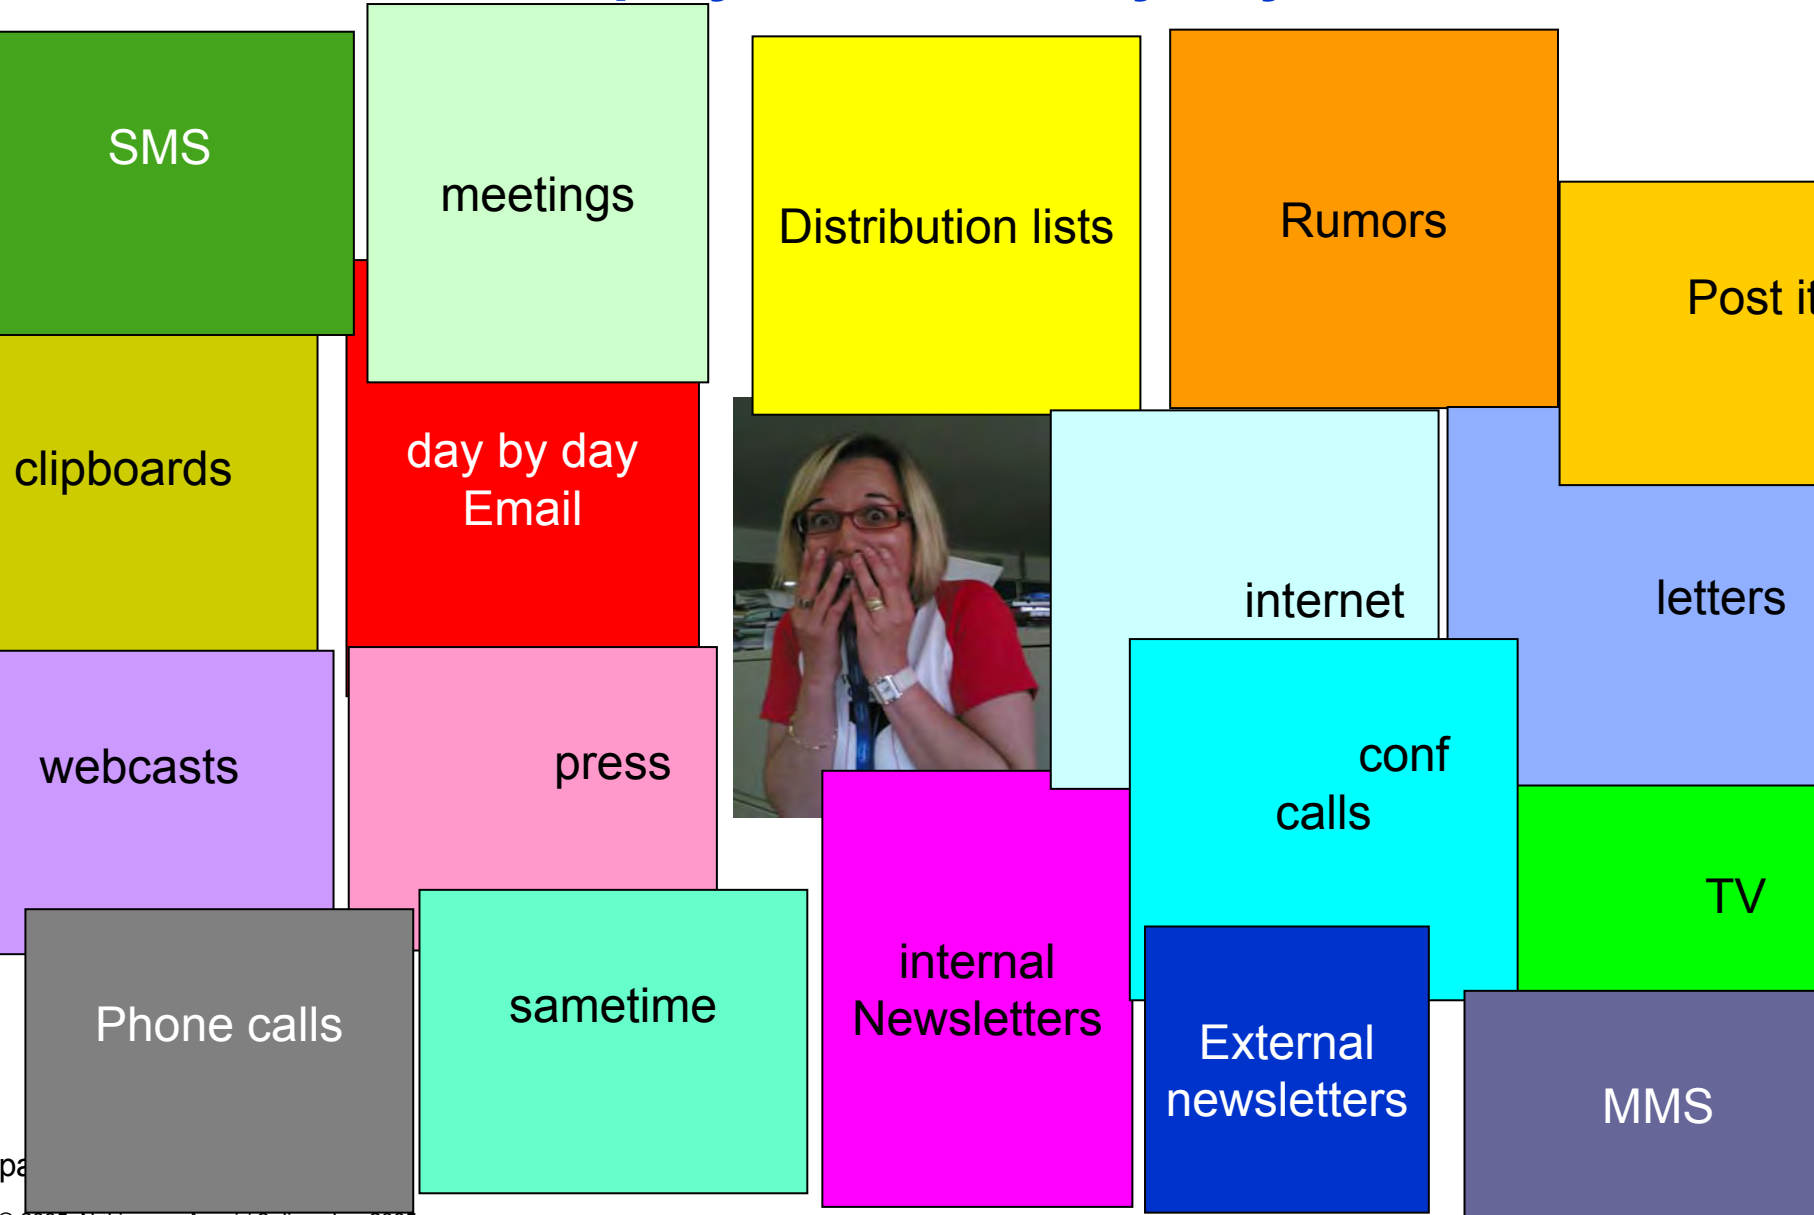 SMS
meetings
Distribution lists
Rumors
Post it
clipboards
day by day
Email
internet
letters
webcasts
press
conf
calls
TV
Phone calls
sametime
internal
Newsletters
External
newsletters
MMS